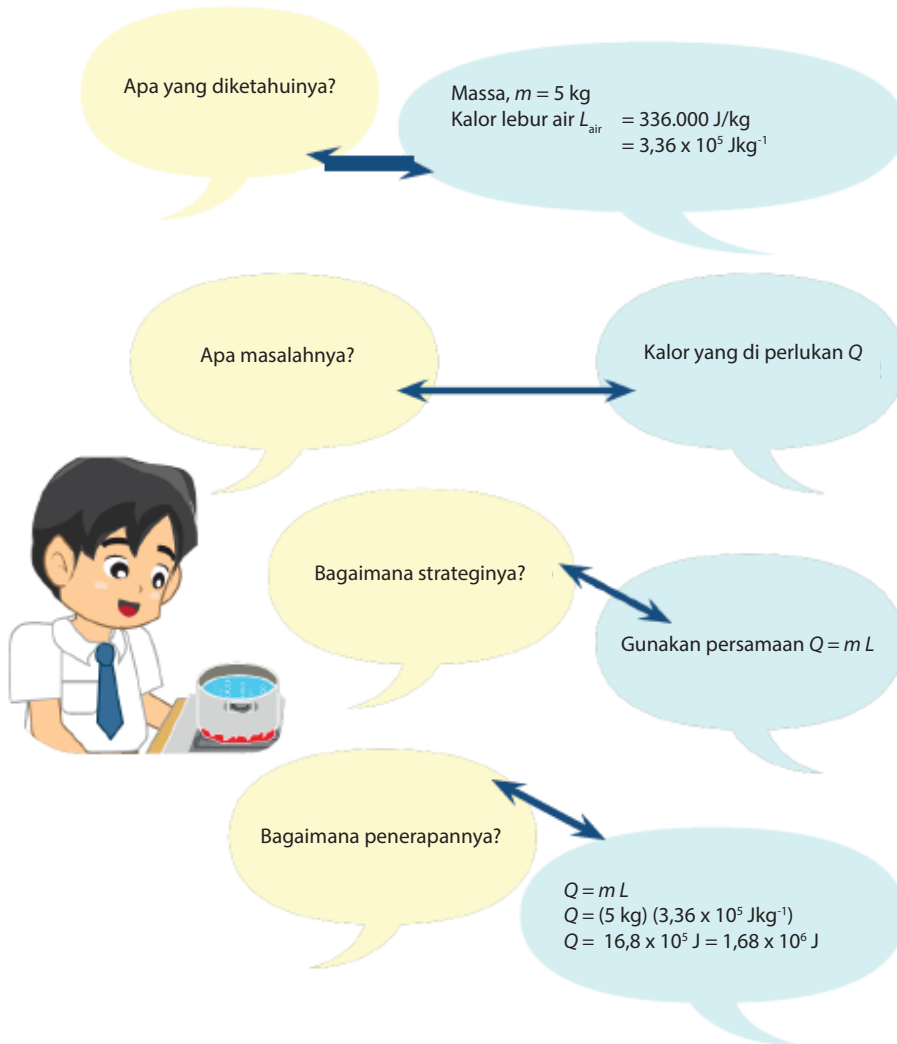 Apa yang diketahuinya?
Massa, m = 5 kg
Kalor lebur air L_air = 336.000 J/kg
= 3,36 x 10⁵ Jkg⁻¹
Apa masalahnya?
Kalor yang di perlukan Q
Bagaimana strateginya?
Gunakan persamaan Q = m L
Bagaimana penerapannya?
Q = m L
Q = (5 kg) (3,36 x 10⁵ Jkg⁻¹)
Q = 16,8 x 10⁵ J = 1,68 x 10⁶ J